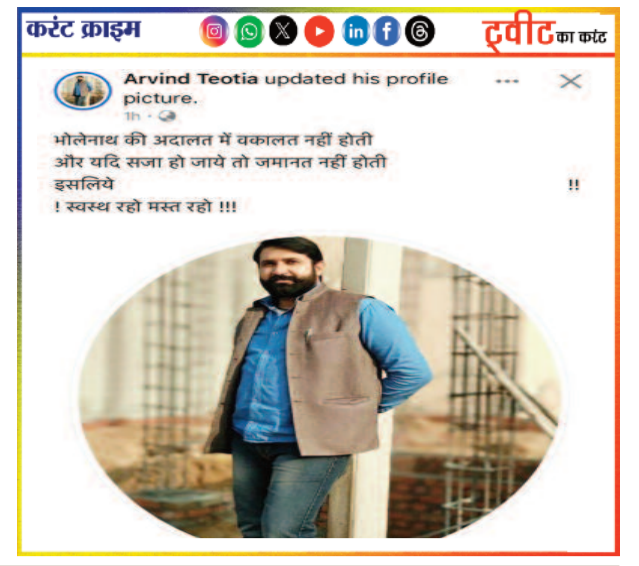 करंट क्राइम
ट्वीट का करंट
Arvind Teotia updated his profile
picture.
1h
भोलेनाथ की अदालत में वकालत नहीं होती
और यदि सजा हो जाये तो जमानत नहीं होती
इसलिये !!
! स्वस्थ रहो मस्त रहो !!!